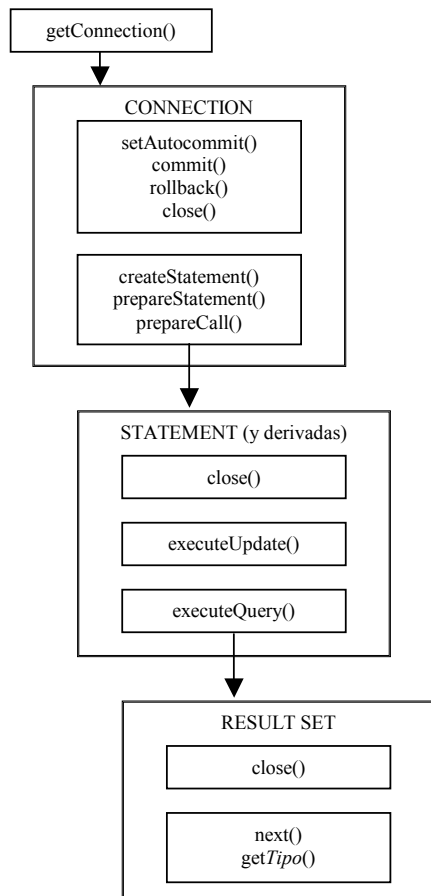 getConnection()
CONNECTION
setAutocommit()
commit()
rollback()
close()
createStatement()
prepareStatement()
prepareCall()
STATEMENT (y derivadas)
close()
executeUpdate()
executeQuery()
RESULT SET
close()
next()
getTipo()